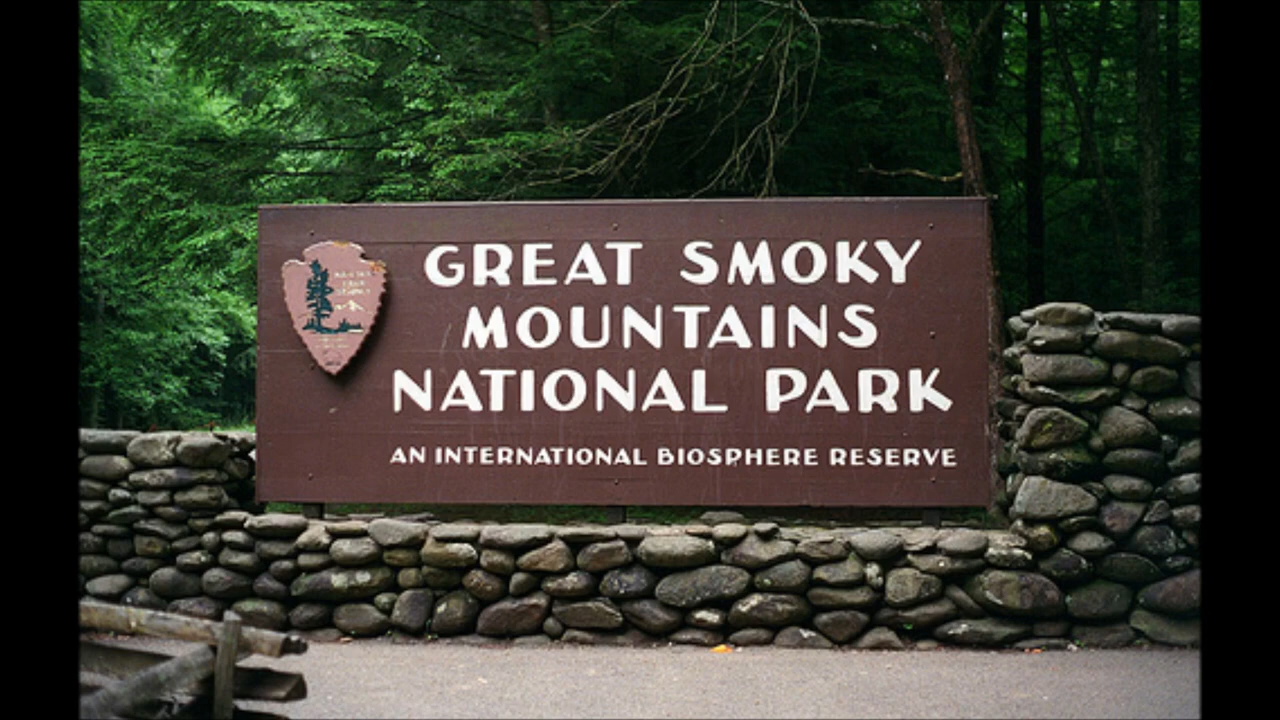 GREAT SMOKY
MOUNTAINS
NATIONAL PARK
AN INTERNATIONAL BIOSPHERE RESERVE